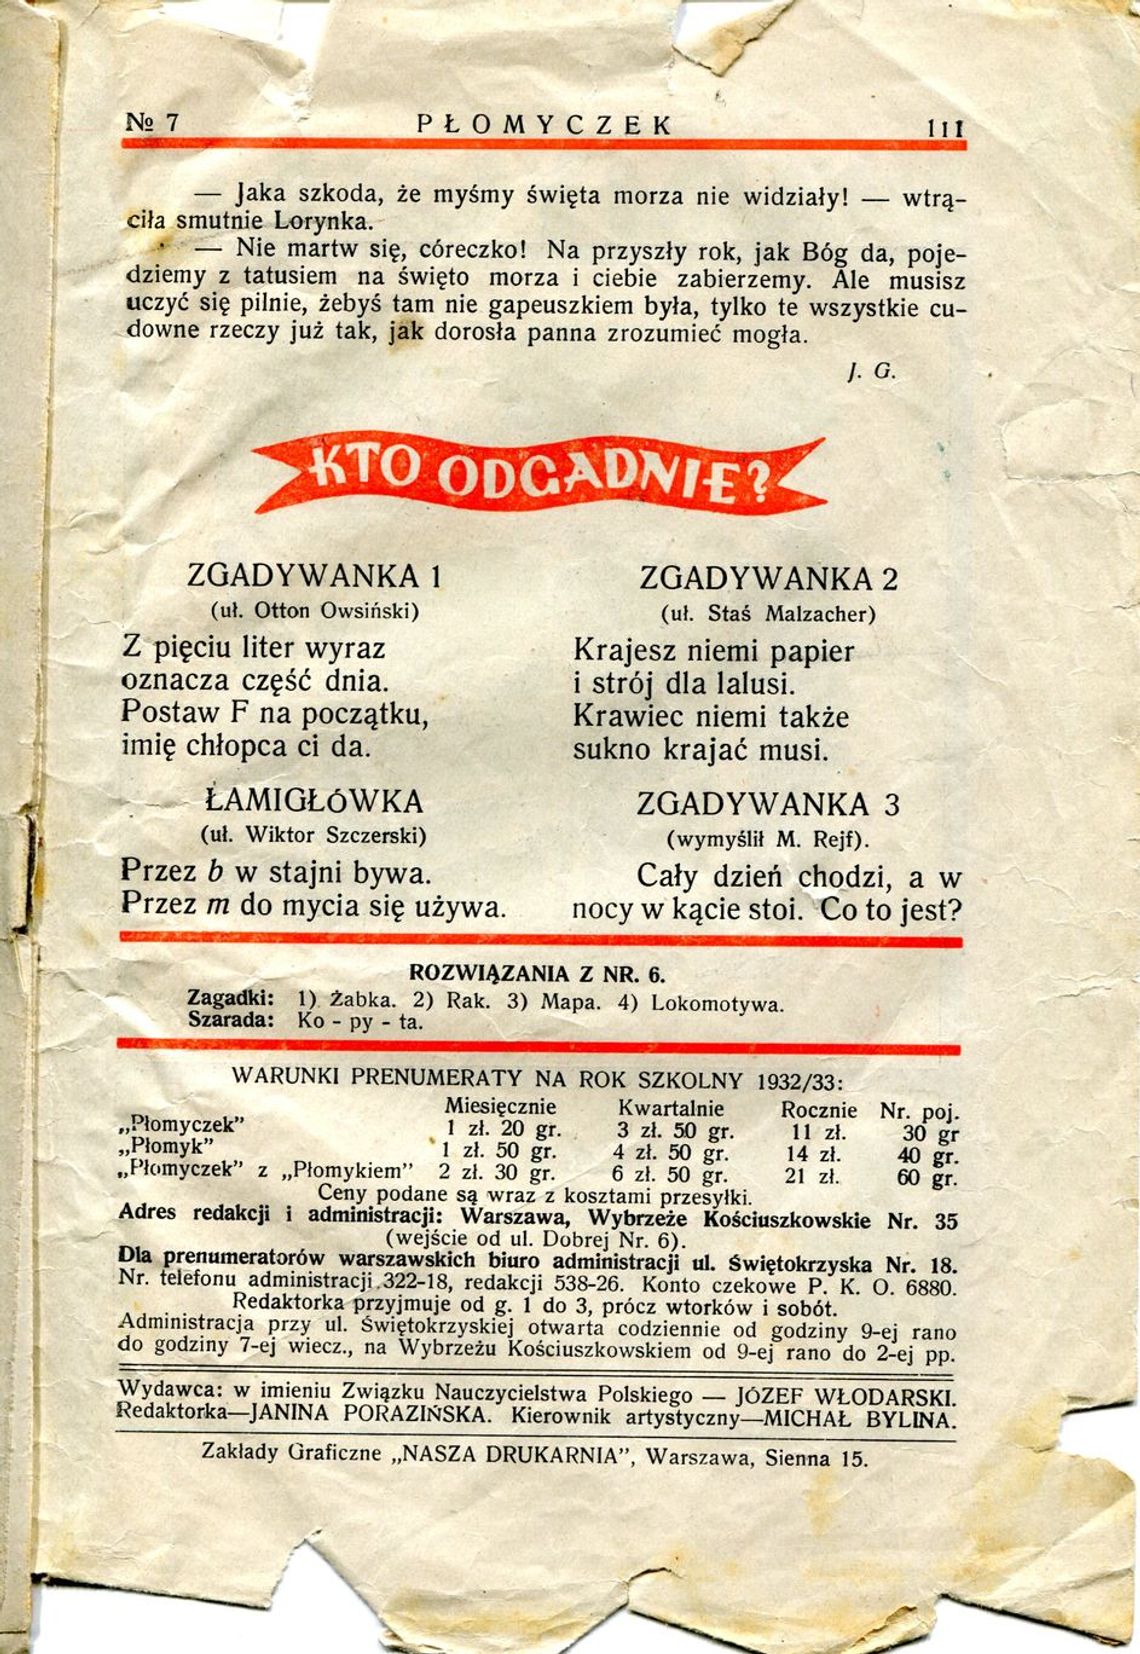 № 7 PŁOMYCZEK 111
— Jaka szkoda, że myśmy święta morza nie widziały! — wtrą-
ciła smutnie Lorynka.
— Nie martw się, córeczko! Na przyszły rok, jak Bóg da, poje-
dziemy z tatusiem na święto morza i ciebie zabierzemy. Ale musisz
uczyć się pilnie, żebyś tam nie gapeuszkiem była, tylko te wszystkie cu-
downe rzeczy już tak, jak dorosła panna zrozumieć mogła.
J. G.
KTO ODGADNIE?
ZGADYWANKA 1
(uł. Otton Owsiński)
Z pięciu liter wyraz
oznacza część dnia.
Postaw F na początku,
imię chłopca ci da.
ŁAMIGŁÓWKA
(uł. Wiktor Szczerski)
Przez b w stajni bywa.
Przez m do mycia się używa.
ZGADYWANKA 2
(uł. Staś Malzacher)
Krajesz niemi papier
i strój dla lalusi.
Krawiec niemi także
sukno krajać musi.
ZGADYWANKA 3
(wymyślił M. Rejf).
Cały dzień chodzi, a w
nocy w kącie stoi. Co to jest?
ROZWIĄZANIA Z NR. 6.
Zagadki: 1) Żabka. 2) Rak. 3) Mapa. 4) Lokomotywa.
Szarada: Ko - py - ta.
WARUNKI PRENUMERATY NA ROK SZKOLNY 1932/33:
Miesięcznie Kwartalnie Rocznie Nr. poj.
„Płomyczek” 1 zł. 20 gr. 3 zł. 50 gr. 11 zł. 30 gr
„Płomyk” 1 zł. 50 gr. 4 zł. 50 gr. 14 zł. 40 gr.
„Płomyczek” z „Płomykiem” 2 zł. 30 gr. 6 zł. 50 gr. 21 zł. 60 gr.
Ceny podane są wraz z kosztami przesyłki.
Adres redakcji i administracji: Warszawa, Wybrzeże Kościuszkowskie Nr. 35
(wejście od ul. Dobrej Nr. 6).
Dla prenumeratorów warszawskich biuro administracji ul. Świętokrzyska Nr. 18.
Nr. telefonu administracji 322-18, redakcji 538-26. Konto czekowe P. K. O. 6880.
Redaktorka przyjmuje od g. 1 do 3, prócz wtorków i sobót.
Administracja przy ul. Świętokrzyskiej otwarta codziennie od godziny 9-ej rano
do godziny 7-ej wiecz., na Wybrzeżu Kościuszkowskiem od 9-ej rano do 2-ej pp.
Wydawca: w imieniu Związku Nauczycielstwa Polskiego — JÓZEF WŁODARSKI.
Redaktorka—JANINA PORAZIŃSKA. Kierownik artystyczny—MICHAŁ BYLINA.
Zakłady Graficzne „NASZA DRUKARNIA”, Warszawa, Sienna 15.